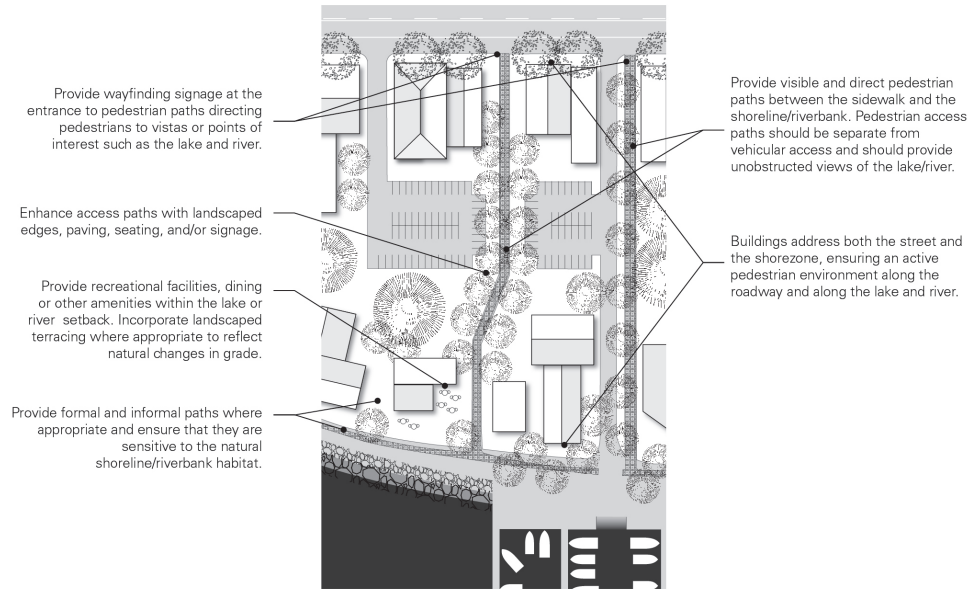 Provide wayfinding signage at the
entrance to pedestrian paths directing
pedestrians to vistas or points of
interest such as the lake and river.
Enhance access paths with landscaped
edges, paving, seating, and/or signage.
Provide recreational facilities, dining
or other amenities within the lake or
river setback. Incorporate landscaped
terracing where appropriate to reflect
natural changes in grade.
Provide formal and informal paths where
appropriate and ensure that they are
sensitive to the natural
shoreline/riverbank habitat.
Provide visible and direct pedestrian
paths between the sidewalk and the
shoreline/riverbank. Pedestrian access
paths should be separate from
vehicular access and should provide
unobstructed views of the lake/river.
Buildings address both the street and
the shorezone, ensuring an active
pedestrian environment along the
roadway and along the lake and river.